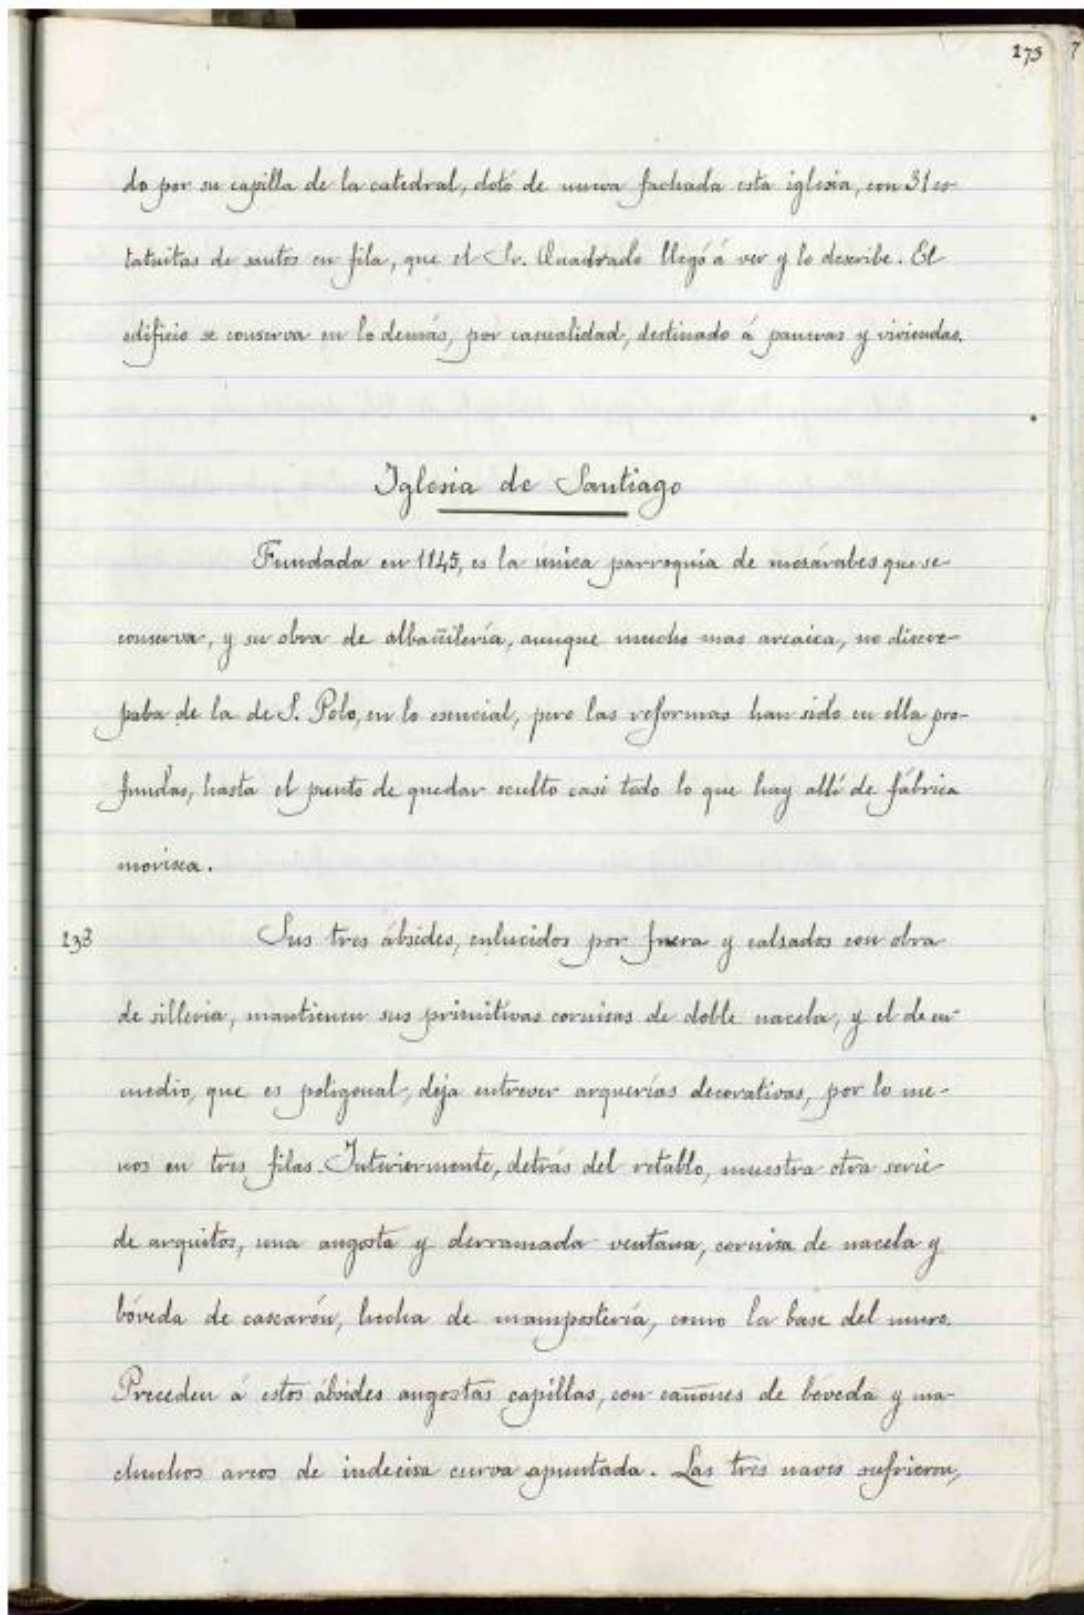 173 7
do por su capilla de la catedral, dotó de nueva fachada esta iglesia, con 31 es-
tatuitas de santos en fila, que el Sr. Quadrado llegó á ver y lo describe. El
edificio se conserva en lo demás, por casualidad, destinado á paneras y viviendas.
Iglesia de Santiago
Fundada en 1145, es la única parroquia de mozárabes que se
conserva, y su obra de albañilería, aunque mucho mas arcaica, no discre-
paba de la de S. Polo, en lo esencial, pero las reformas han sido en ella pro-
fundas, hasta el punto de quedar oculto casi todo lo que hay allí de fábrica
morisca.
138 Sus tres ábsides, enlucidos por fuera y calzados con obra
de silleria, mantienen sus primitivas cornisas de doble nacela, y el de en
medio, que es poligonal, deja entrever arquerías decorativas, por lo me-
nos en tres filas. Interiormente, detrás del retablo, muestra otra serie
de arquitos, una angosta y derramada ventana, cornisa de nacela y
bóveda de cascarón, hecha de mampostería, como la base del muro.
Preceden á estos ábsides angostas capillas, con cañones de bóveda y ma-
chuchos arcos de indecisa curva apuntada. Las tres naves sufrieron,